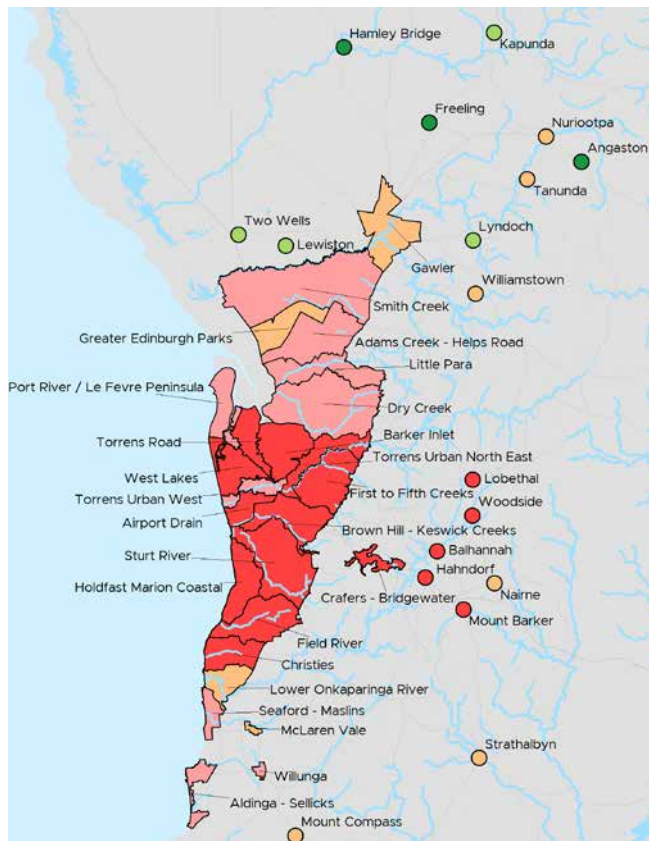 Hamley Bridge
Kapunda
Freeling
Nuriootpa
Angaston
Tanunda
Two Wells
Lewiston
Lyndoch
Gawler
Williamstown
Smith Creek
Greater Edinburgh Parks
Adams Creek - Helps Road
Little Para
Port River / Le Fevre Peninsula
Dry Creek
Torrens Road
Barker Inlet
Torrens Urban North East
West Lakes
Lobethal
Torrens Urban West
First to Fifth Creeks
Woodside
Airport Drain
Brown Hill - Keswick Creeks
Sturt River
Balhannah
Hahndorf
Holdfast Marion Coastal
Crafers - Bridgewater
Nairne
Mount Barker
Field River
Christies
Lower Onkaparinga River
Seaford - Maslins
McLaren Vale
Strathalbyn
Willunga
Aldinga - Sellicks
Mount Compass